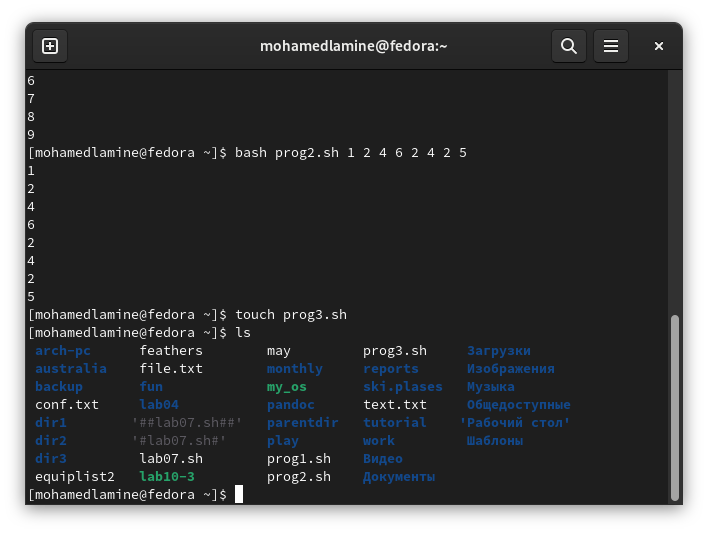 mohamedlamine@fedora:~
6
7
8
9
[mohamedlamine@fedora ~]$ bash prog2.sh 1 2 4 6 2 4 2 5
1
2
4
6
2
4
2
5
[mohamedlamine@fedora ~]$ touch prog3.sh
[mohamedlamine@fedora ~]$ ls
arch-pc feathers may prog3.sh Загрузки
australia file.txt monthly reports Изображения
backup fun my_os ski.plases Музыка
conf.txt lab04 pandoc text.txt Общедоступные
dir1 '##lab07.sh##' parentdir tutorial 'Рабочий стол'
dir2 '#lab07.sh#' play work Шаблоны
dir3 lab07.sh prog1.sh Видео
equiplist2 lab10-3 prog2.sh Документы
[mohamedlamine@fedora ~]$